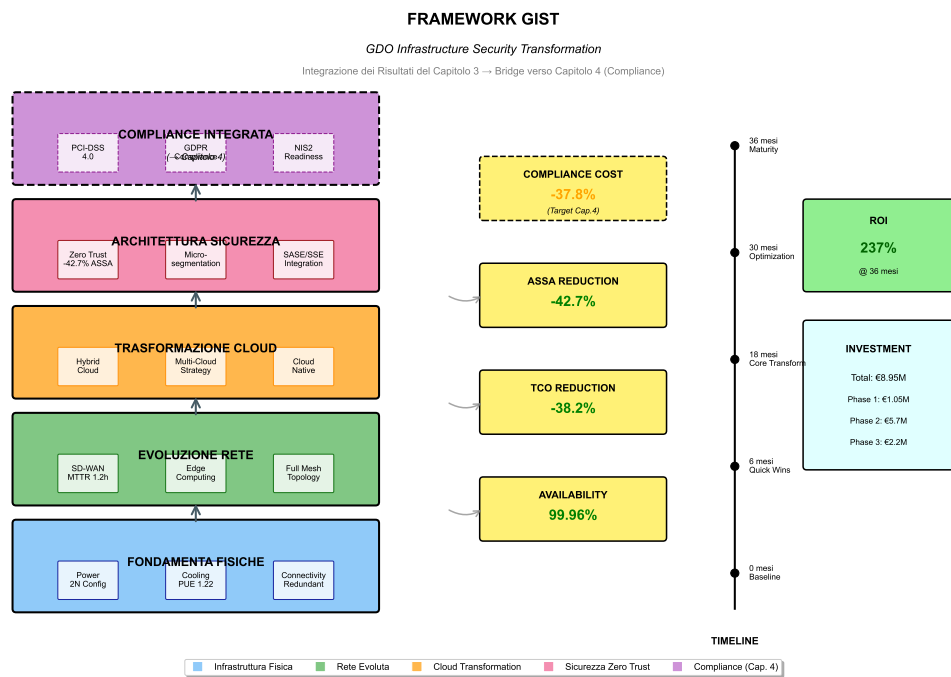 FRAMEWORK GIST
GDO Infrastructure Security Transformation
Integrazione dei Risultati del Capitolo 3 → Bridge verso Capitolo 4 (Compliance)
COMPLIANCE INTEGRATA
(→ Capitolo 4)
PCI-DSS
4.0
GDPR
NIS2
Readiness
ARCHITETTURA SICUREZZA
Zero Trust
-42.7% ASSA
Micro-
segmentation
SASE/SSE
Integration
TRASFORMAZIONE CLOUD
Hybrid
Cloud
Multi-Cloud
Strategy
Cloud
Native
EVOLUZIONE RETE
SD-WAN
MTTR 1.2h
Edge
Computing
Full Mesh
Topology
FONDAMENTA FISICHE
Power
2N Config
Cooling
PUE 1.22
Connectivity
Redundant
COMPLIANCE COST
-37.8%
(Target Cap.4)
ASSA REDUCTION
-42.7%
TCO REDUCTION
-38.2%
AVAILABILITY
99.96%
36 mesi
Maturity
30 mesi
Optimization
18 mesi
Core Transform
6 mesi
Quick Wins
0 mesi
Baseline
TIMELINE
ROI
237%
@ 36 mesi
INVESTMENT
Total: €8.95M
Phase 1: €1.05M
Phase 2: €5.7M
Phase 3: €2.2M
Infrastruttura Fisica
Rete Evoluta
Cloud Transformation
Sicurezza Zero Trust
Compliance (Cap. 4)